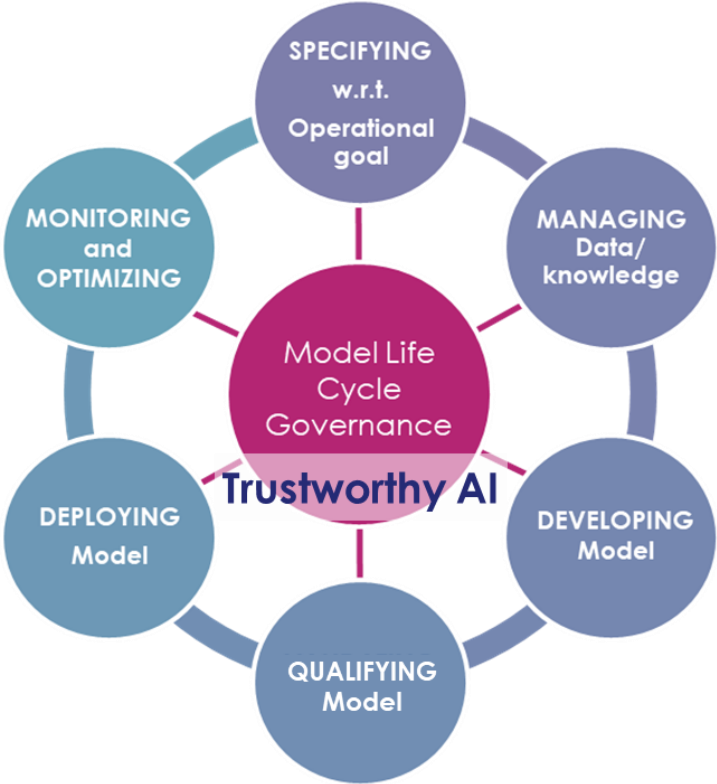 SPECIFYING
w.r.t.
Operational
goal
MANAGING
Data/
knowledge
DEVELOPING
Model
QUALIFYING
Model
DEPLOYING
Model
MONITORING
and
OPTIMIZING
Model Life
Cycle
Governance
Trustworthy AI